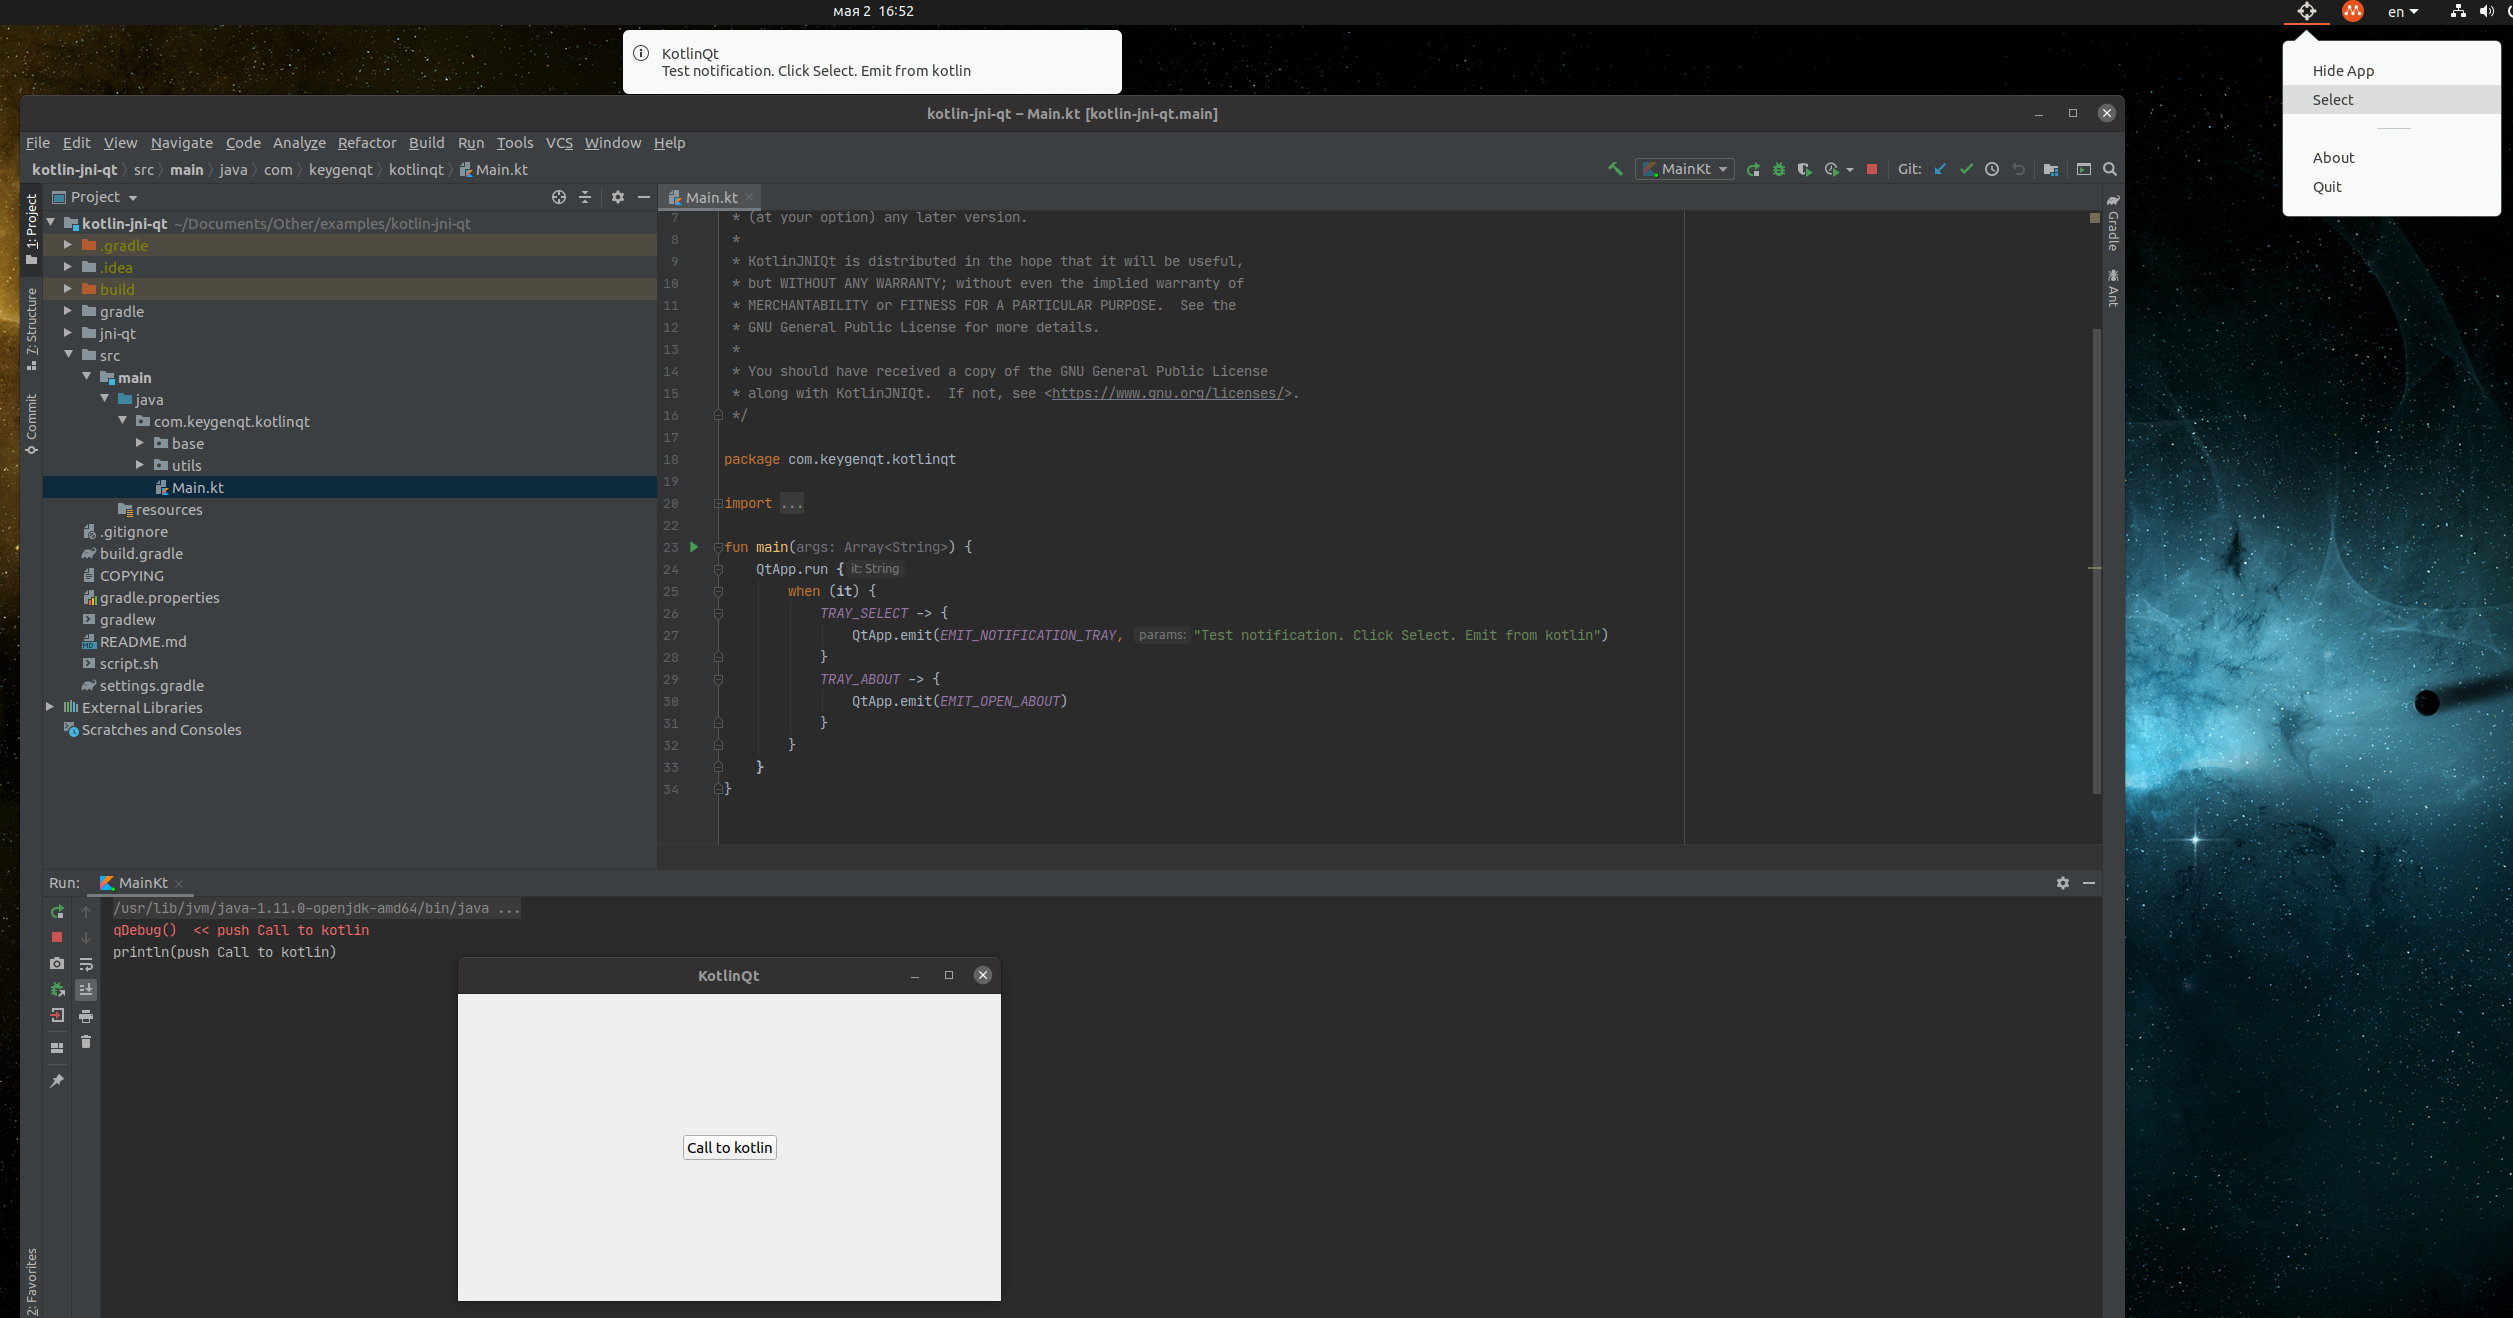 мая 2 16:52
en
KotlinQt
Test notification. Click Select. Emit from kotlin
Hide App
Select
About
Quit
kotlin-jni-qt – Main.kt [kotlin-jni-qt.main]
File Edit View Navigate Code Analyze Refactor Build Run Tools VCS Window Help
kotlin-jni-qt src main java com keygenqt kotlinqt Main.kt
MainKt
Git:
1: Project
7: Structure
Commit
2: Favorites
Gradle
Ant
Project
kotlin-jni-qt ~/Documents/Other/examples/kotlin-jni-qt
.gradle
.idea
build
gradle
jni-qt
src
main
java
com.keygenqt.kotlinqt
base
utils
Main.kt
resources
.gitignore
build.gradle
COPYING
gradle.properties
gradlew
README.md
script.sh
settings.gradle
External Libraries
Scratches and Consoles
Main.kt
7 * (at your option) any later version.
8 *
9 * KotlinJNIQt is distributed in the hope that it will be useful,
10 * but WITHOUT ANY WARRANTY; without even the implied warranty of
11 * MERCHANTABILITY or FITNESS FOR A PARTICULAR PURPOSE.  See the
12 * GNU General Public License for more details.
13 *
14 * You should have received a copy of the GNU General Public License
15 * along with KotlinJNIQt.  If not, see <https://www.gnu.org/licenses/>.
16 */
17
18 package com.keygenqt.kotlinqt
19
20 import ...
22
23 fun main(args: Array<String>) {
24 QtApp.run { it: String
25 when (it) {
26 TRAY_SELECT -> {
27 QtApp.emit(EMIT_NOTIFICATION_TRAY, params: "Test notification. Click Select. Emit from kotlin")
28 }
29 TRAY_ABOUT -> {
30 QtApp.emit(EMIT_OPEN_ABOUT)
31 }
32 }
33 }
34 }
Run: MainKt
/usr/lib/jvm/java-1.11.0-openjdk-amd64/bin/java ...
qDebug()  << push Call to kotlin
println(push Call to kotlin)
KotlinQt
Call to kotlin